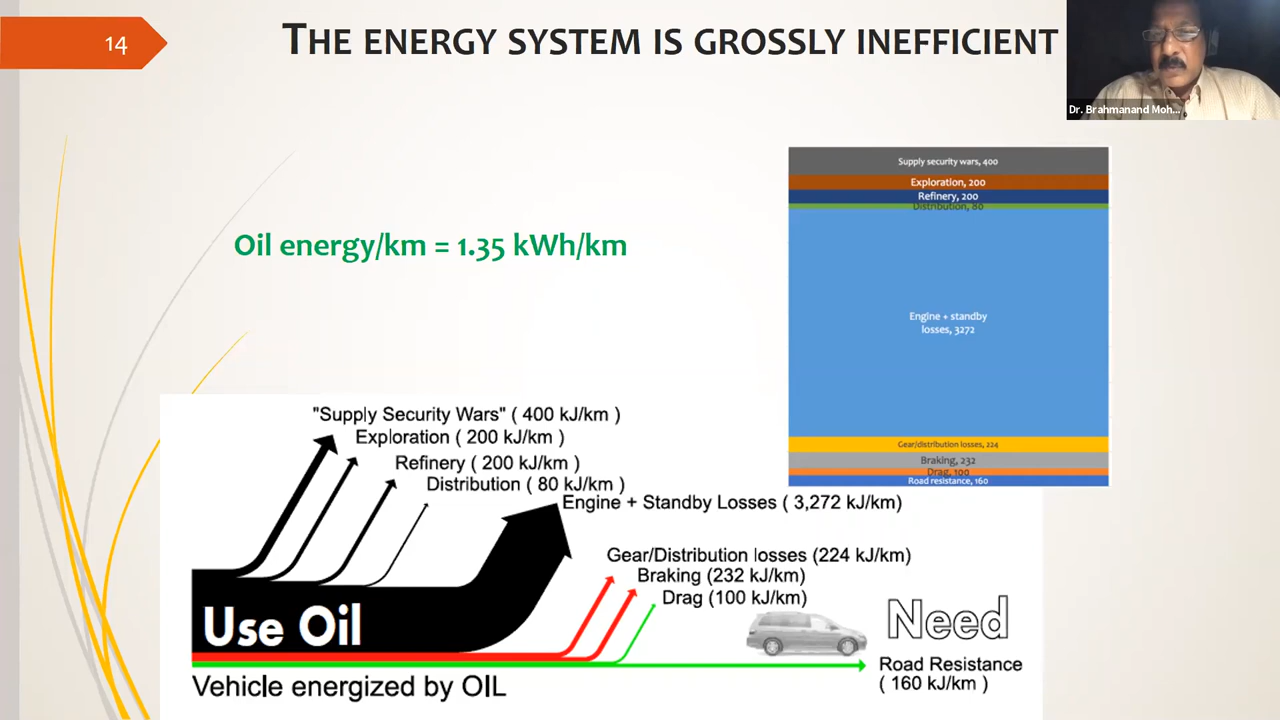 14
THE ENERGY SYSTEM IS GROSSLY INEFFICIENT
Dr. Brahmanand Moh...
Oil energy/km = 1.35 kWh/km
Supply security wars, 400
Exploration, 200
Refinery, 200
Distribution, 80
Engine + standby
losses, 3272
Gear/distribution losses, 224
Braking, 232
Drag, 100
Road resistance, 160
"Supply Security Wars" ( 400 kJ/km )
Exploration ( 200 kJ/km )
Refinery ( 200 kJ/km )
Distribution ( 80 kJ/km )
Engine + Standby Losses ( 3,272 kJ/km)
Gear/Distribution losses (224 kJ/km)
Braking (232 kJ/km)
Drag (100 kJ/km)
Use Oil
Need
Road Resistance
( 160 kJ/km )
Vehicle energized by OIL